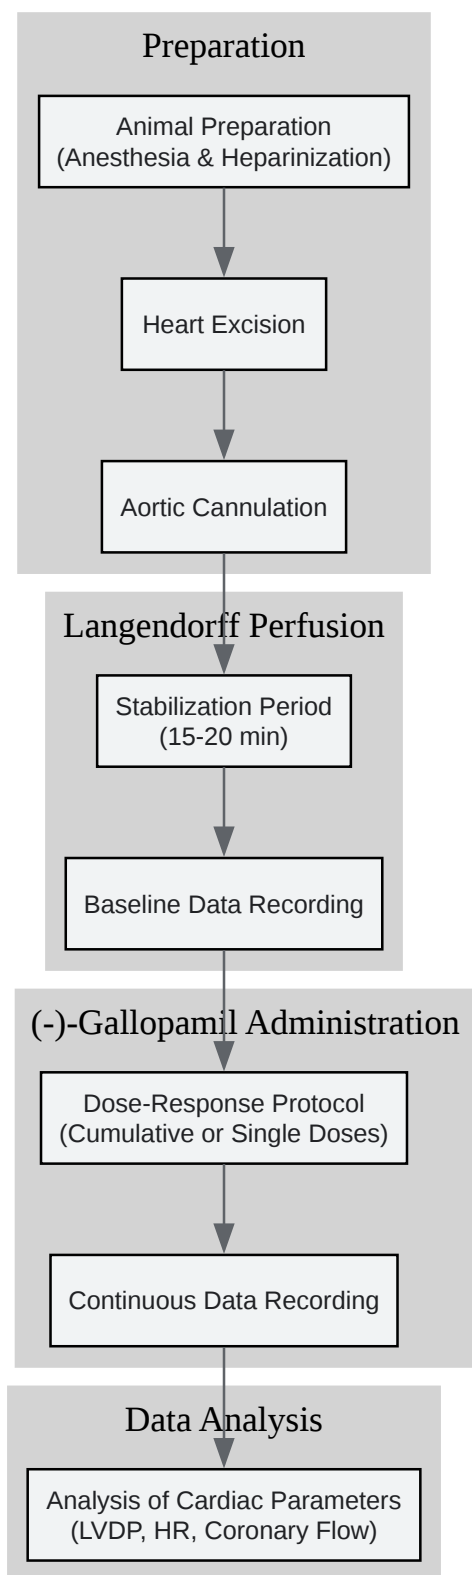 Preparation
Animal Preparation
(Anesthesia & Heparinization)
Heart Excision
Aortic Cannulation
Langendorff Perfusion
Stabilization Period
(15-20 min)
Baseline Data Recording
(-)-Gallopamil Administration
Dose-Response Protocol
(Cumulative or Single Doses)
Continuous Data Recording
Data Analysis
Analysis of Cardiac Parameters
(LVDP, HR, Coronary Flow)